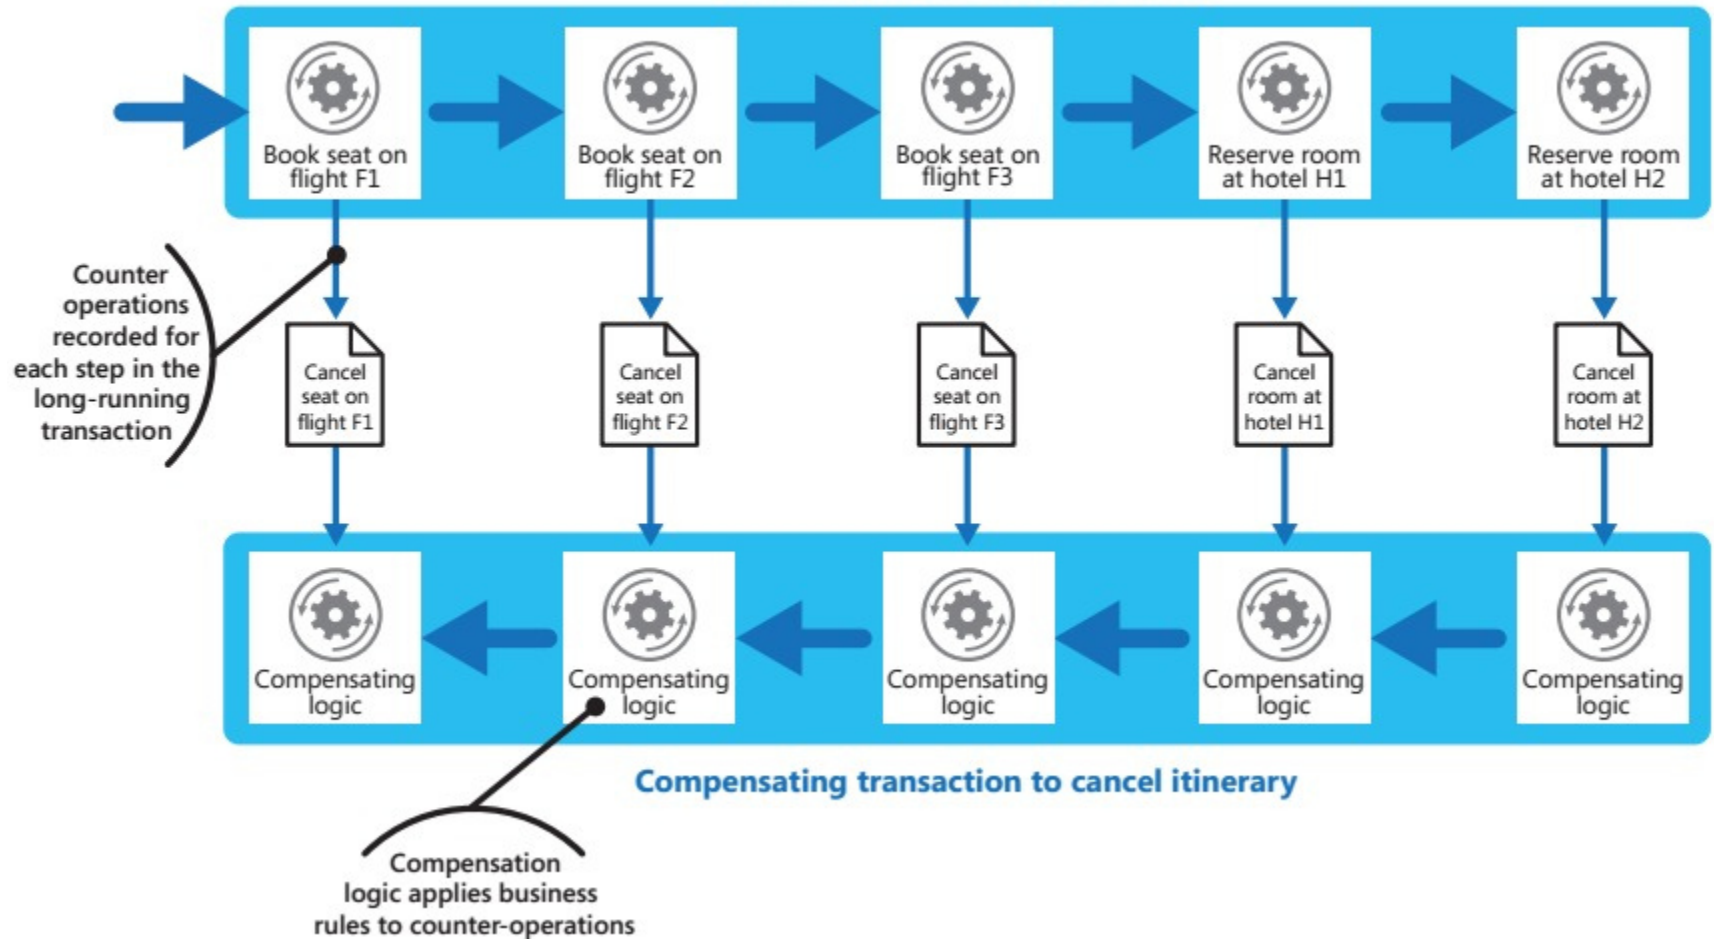 Book seat on
flight F1
Book seat on
flight F2
Book seat on
flight F3
Reserve room
at hotel H1
Reserve room
at hotel H2
Counter
operations
recorded for
each step in the
long-running
transaction
Cancel
seat on
flight F1
Cancel
seat on
flight F2
Cancel
seat on
flight F3
Cancel
room at
hotel H1
Cancel
room at
hotel H2
Compensating
logic
Compensating
logic
Compensating
logic
Compensating
logic
Compensating
logic
Compensating transaction to cancel itinerary
Compensation
logic applies business
rules to counter-operations